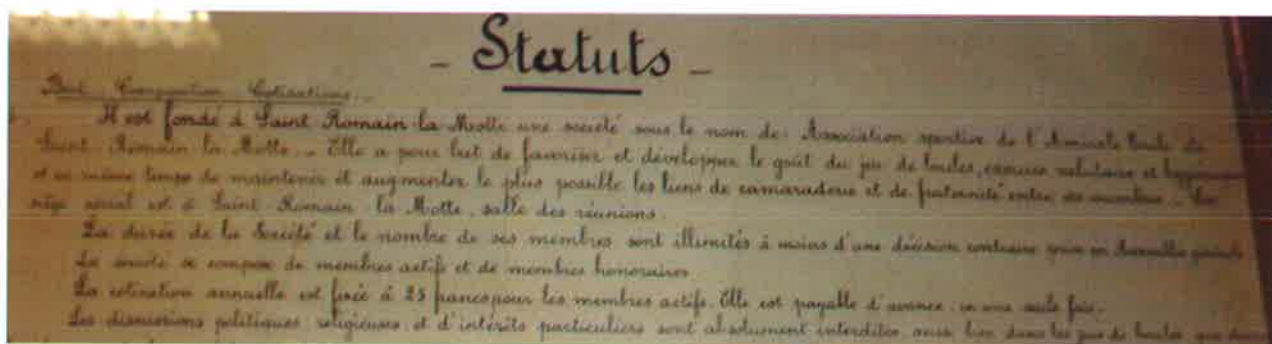 - Statuts -
But Composition Cotisations
Il est fondé à Saint Romain la Motte une société sous le nom de: Association sportive de l'Amicale boule de
Saint Romain la Motte. Elle a pour but de favoriser et développer le goût du jeu de boules, exercice salutaire et
et en même temps de maintenir et augmenter le plus possible les liens de camaraderie et de fraternité entre ses membres. Le
siège social est à Saint Romain la Motte, salle des réunions.
La durée de la Société et le nombre de ses membres sont illimités à moins d'une décision contraire prise en Assemblée générale
La société se compose de membres actifs et de membres honoraires
La cotisation annuelle est fixée à 25 francs pour les membres actifs. Elle est payable d'avance, en une seule fois.
Les discussions politiques, religieuses et d'intérêts particuliers sont absolument interdites aussi bien dans les jeux de boules que